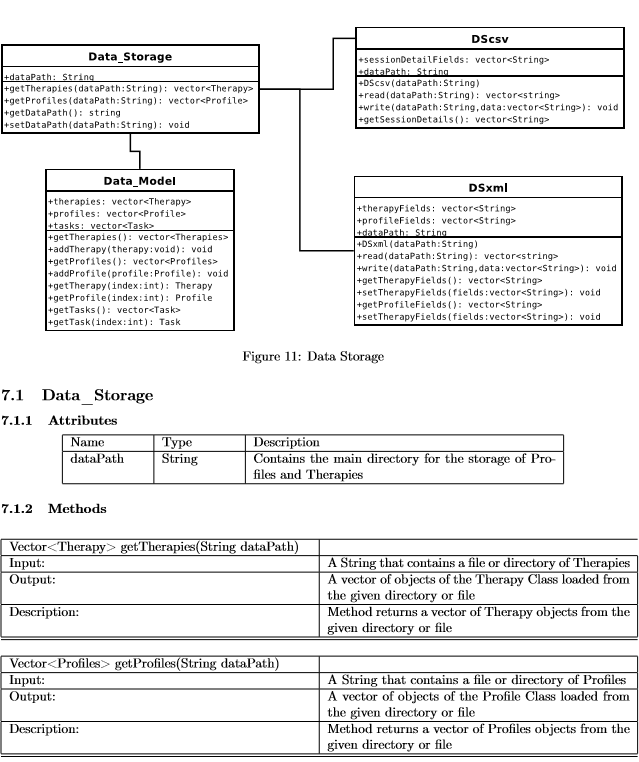 Data_Storage
+dataPath: String
+getTherapies(dataPath:String): vector<Therapy>
+getProfiles(dataPath:String): vector<Profile>
+getDataPath(): string
+setDataPath(dataPath:String): void
DScsv
+sessionDetailFields: vector<String>
+dataPath: String
+DScsv(dataPath:String)
+read(dataPath:String): vector<string>
+write(dataPath:String,data:vector<String>): void
+getSessionDetails(): vector<String>
Data_Model
+therapies: vector<Therapy>
+profiles: vector<Profile>
+tasks: vector<Task>
+getTherapies(): vector<Therapies>
+addTherapy(therapy:void): void
+getProfiles(): vector<Profiles>
+addProfile(profile:Profile): void
+getTherapy(index:int): Therapy
+getProfile(index:int): Profile
+getTasks(): vector<Task>
+getTask(index:int): Task
DSxml
+therapyFields: vector<String>
+profileFields: vector<String>
+dataPath: String
+DSxml(dataPath:String)
+read(dataPath:String): vector<String>
+write(dataPath:String,data:vector<String>): void
+getTherapyFields(): vector<String>
+setTherapyFields(fields:vector<String>): void
+getProfileFields(): vector<String>
+setTherapyFields(fields:vector<String>): void
Figure 11: Data Storage
7.1 Data_Storage
7.1.1 Attributes
Name Type Description
dataPath String Contains the main directory for the storage of Pro-
files and Therapies
7.1.2 Methods
Vector<Therapy> getTherapies(String dataPath)
Input: A String that contains a file or directory of Therapies
Output: A vector of objects of the Therapy Class loaded from
the given directory or file
Description: Method returns a vector of Therapy objects from the
given directory or file
Vector<Profiles> getProfiles(String dataPath)
Input: A String that contains a file or directory of Profiles
Output: A vector of objects of the Profile Class loaded from
the given directory or file
Description: Method returns a vector of Profiles objects from the
given directory or file